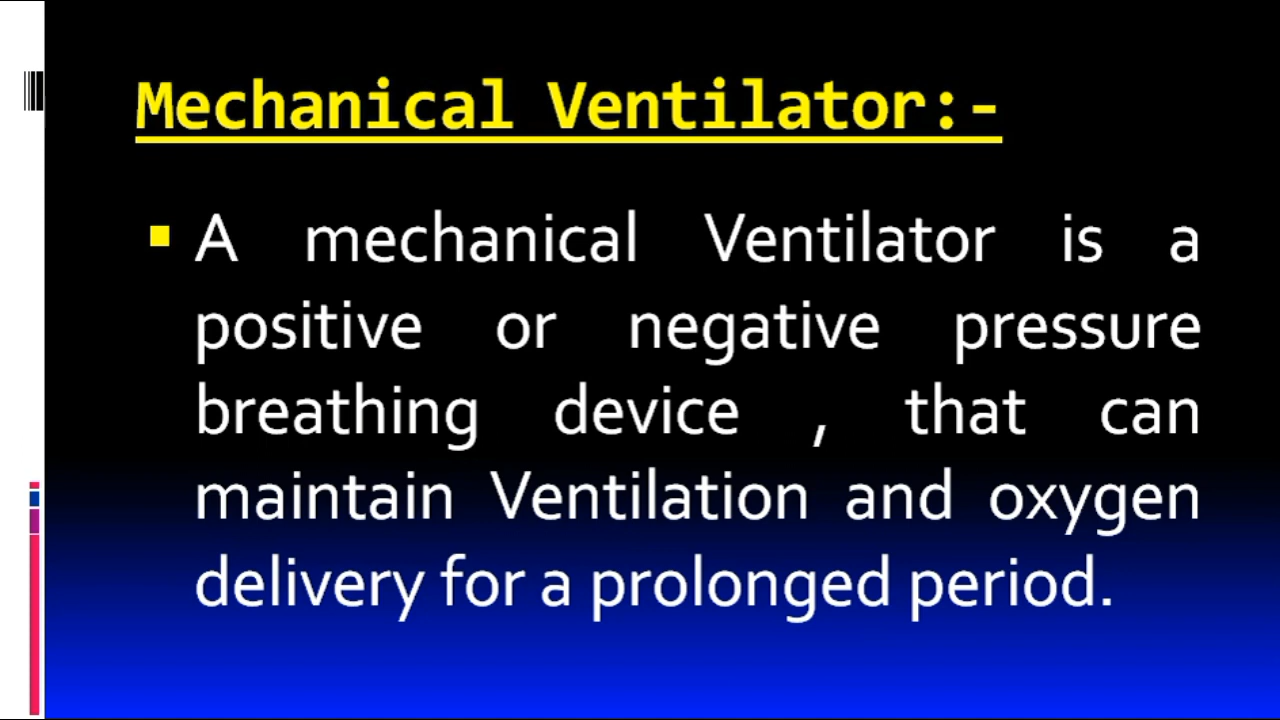 Mechanical Ventilator:-
A mechanical Ventilator is a
positive or negative pressure
breathing device , that can
maintain Ventilation and oxygen
delivery for a prolonged period.